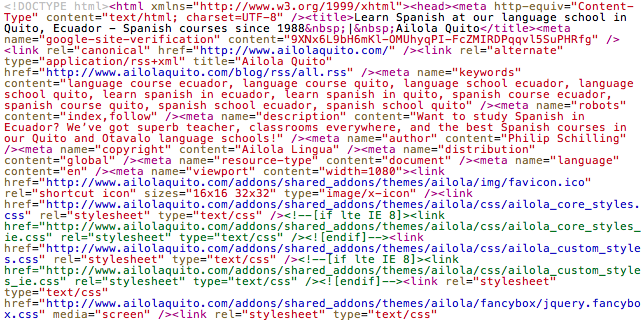 <!DOCTYPE html><html xmlns="http://www.w3.org/1999/xhtml"><head><meta http-equiv="Content-
Type" content="text/html; charset=UTF-8" /><title>Learn Spanish at our language school in
Quito, Ecuador - Spanish courses since 1988&nbsp;|&nbsp;Ailola Quito</title><meta
name="google-site-verification" content="9XNx6L9bH6mKl-OMUhyqPI-FcZMIRDPqqvl5SuPHRfg" />
<link rel="canonical" href="http://www.ailolaquito.com/" /><link rel="alternate"
type="application/rss+xml" title="Ailola Quito"
href="http://www.ailolaquito.com/blog/rss/all.rss" /><meta name="keywords"
content="language course ecuador, language course quito, language school ecuador, language
school quito, learn spanish in ecuador, learn spanish in quito, spanish course ecuador,
spanish course quito, spanish school ecuador, spanish school quito" /><meta name="robots"
content="index,follow" /><meta name="description" content="Want to study Spanish in
Ecuador? We've got superb teacher, classrooms everywhere, and the best Spanish courses in
our Quito and Otavalo language schools!" /><meta name="author" content="Philip Schilling"
/><meta name="copyright" content="Ailola Lingua" /><meta name="distribution"
content="global" /><meta name="resource-type" content="document" /><meta name="language"
content="en" /><meta name="viewport" content="width=1080"><link
href="http://www.ailolaquito.com/addons/shared_addons/themes/ailola/img/favicon.ico"
rel="shortcut icon" sizes="16x16 32x32" type="image/x-icon" /><link
href="http://www.ailolaquito.com/addons/shared_addons/themes/ailola/css/ailola_core_styles.
css" rel="stylesheet" type="text/css" /><!--[if lte IE 8]><link
href="http://www.ailolaquito.com/addons/shared_addons/themes/ailola/css/ailola_core_styles_
ie.css" rel="stylesheet" type="text/css" /><![endif]--><link
href="http://www.ailolaquito.com/addons/shared_addons/themes/ailola/css/ailola_custom_style
s.css" rel="stylesheet" type="text/css" /><!--[if lte IE 8]><link
href="http://www.ailolaquito.com/addons/shared_addons/themes/ailola/css/ailola_custom_style
s_ie.css" rel="stylesheet" type="text/css" /><![endif]--><link rel="stylesheet"
type="text/css"
href="http://www.ailolaquito.com/addons/shared_addons/themes/ailola/fancybox/jquery.fancybo
x.css" media="screen" /><link rel="stylesheet" type="text/css"